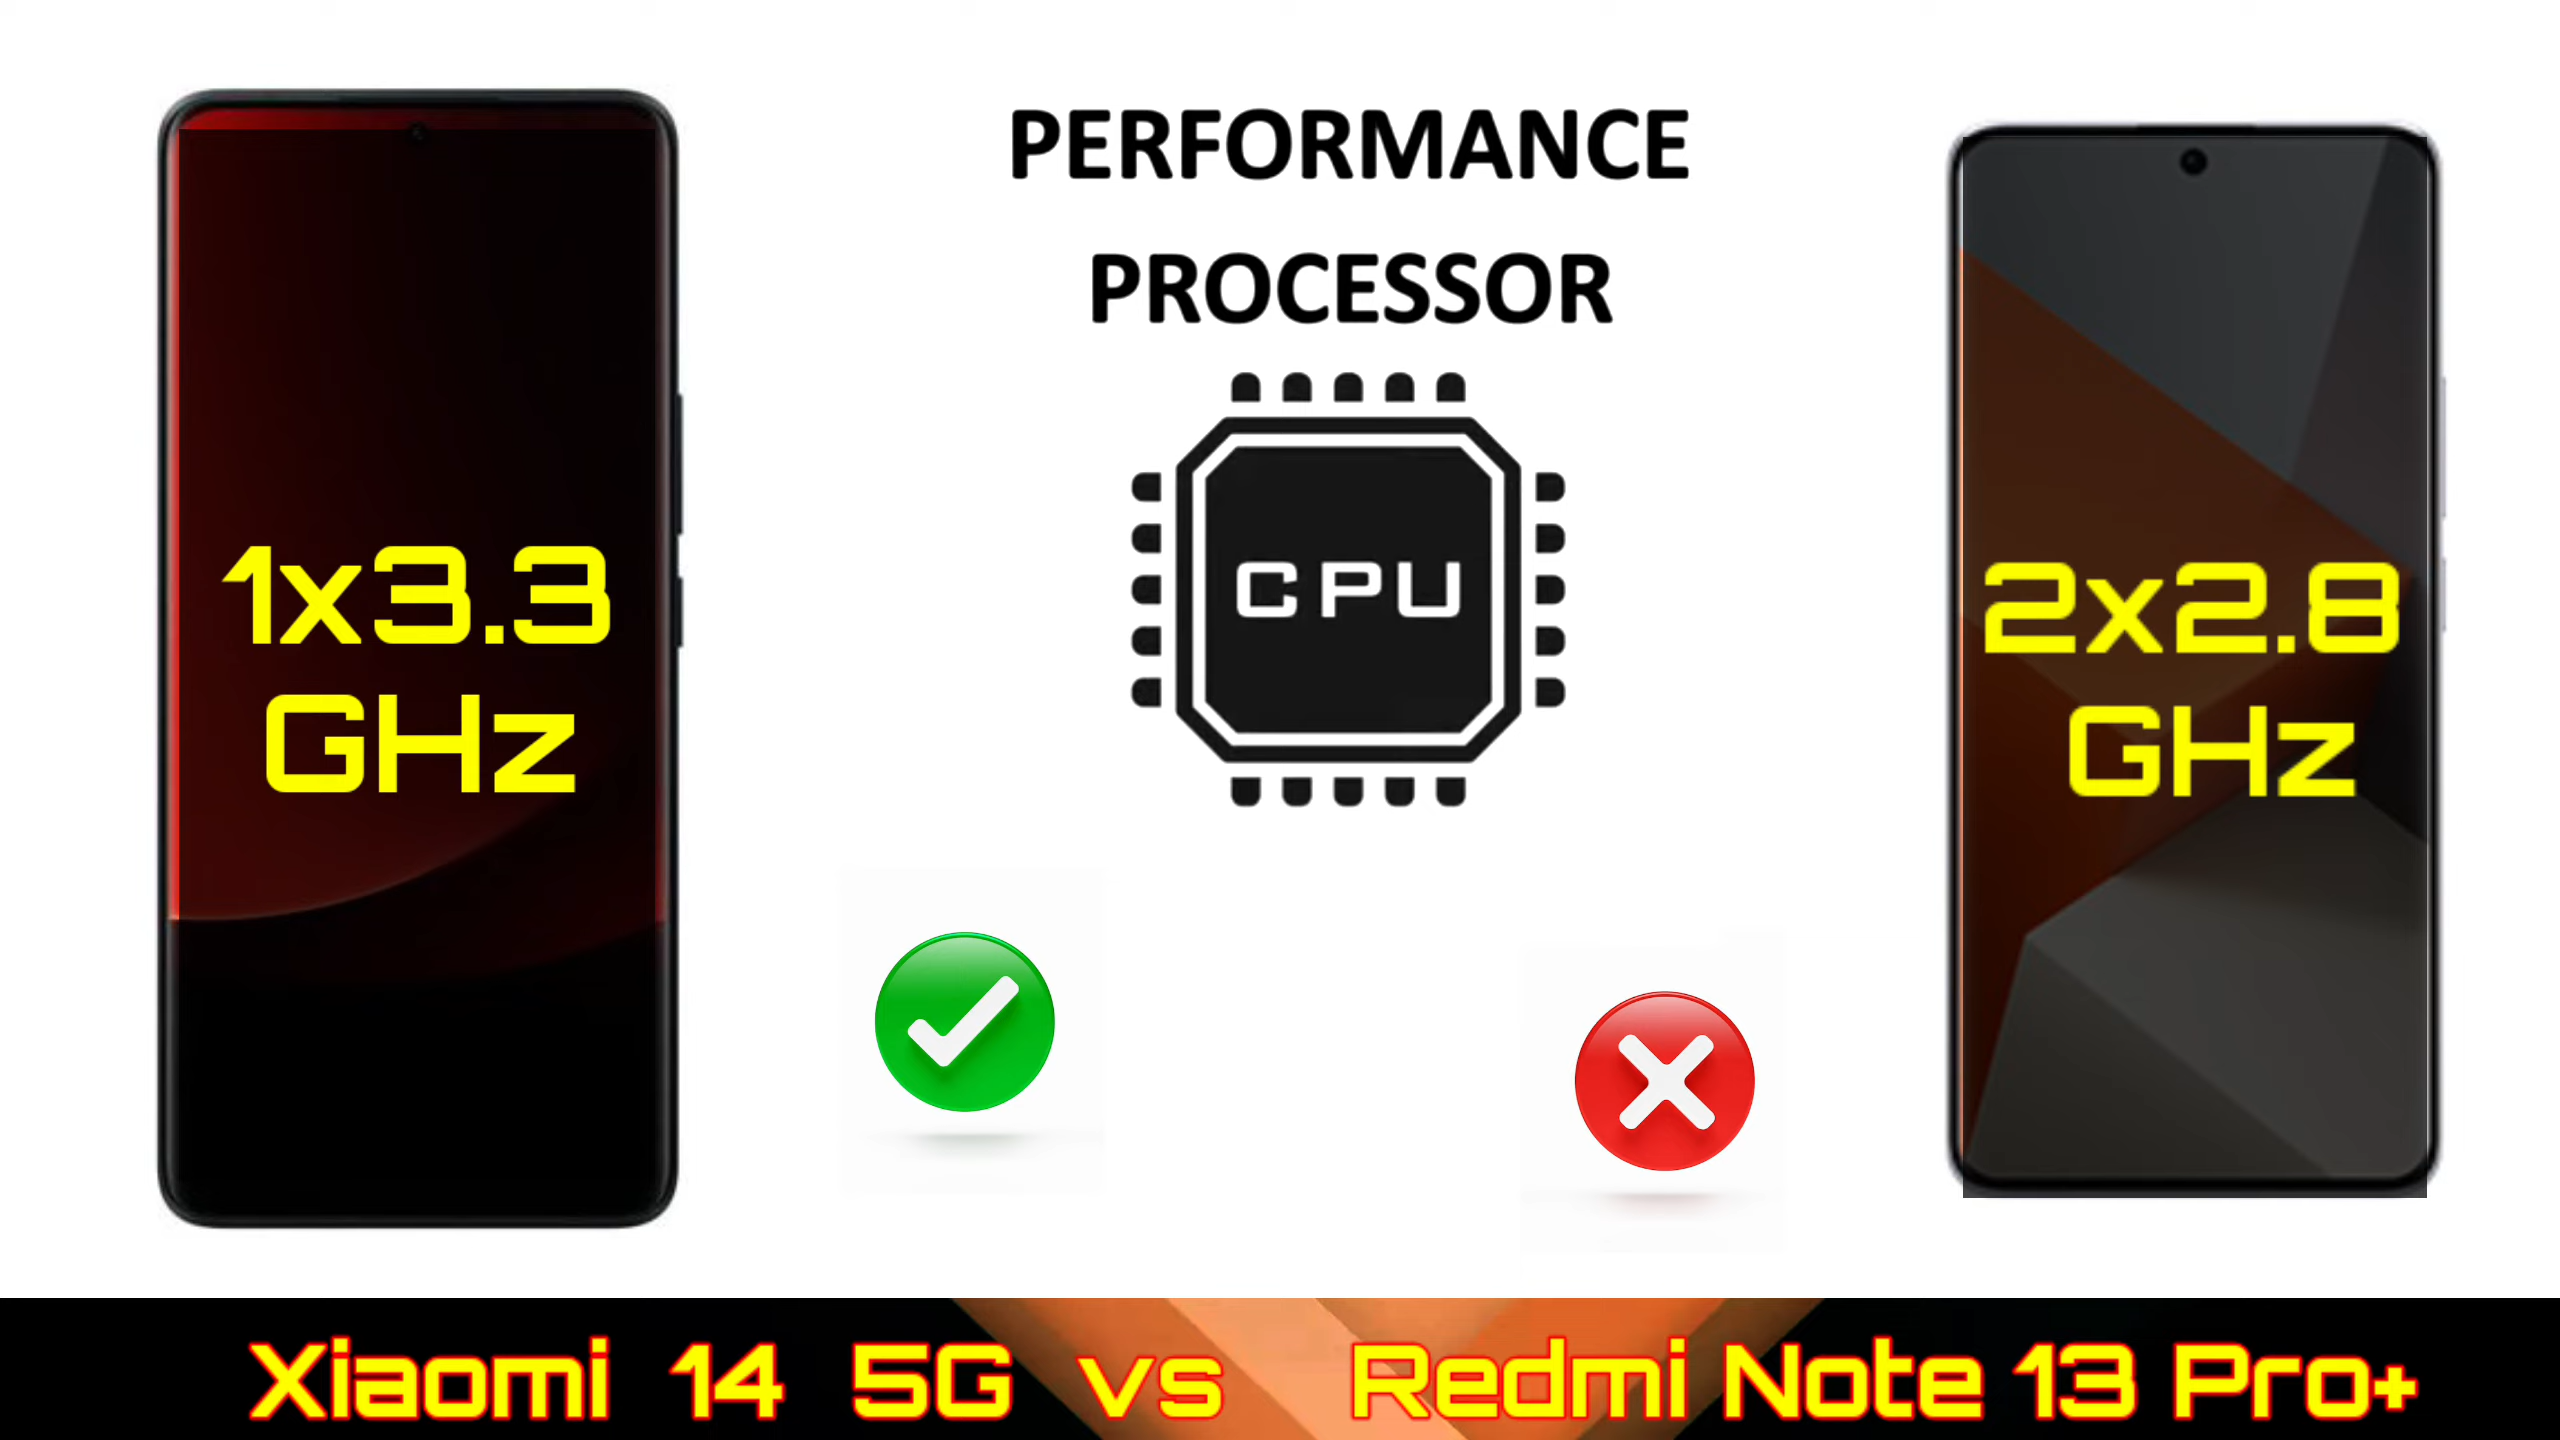 PERFORMANCE
PROCESSOR
CPU
1x3.3
GHz
2x2.8
GHz
Xiaomi 14 5G vs Redmi Note 13 Pro+